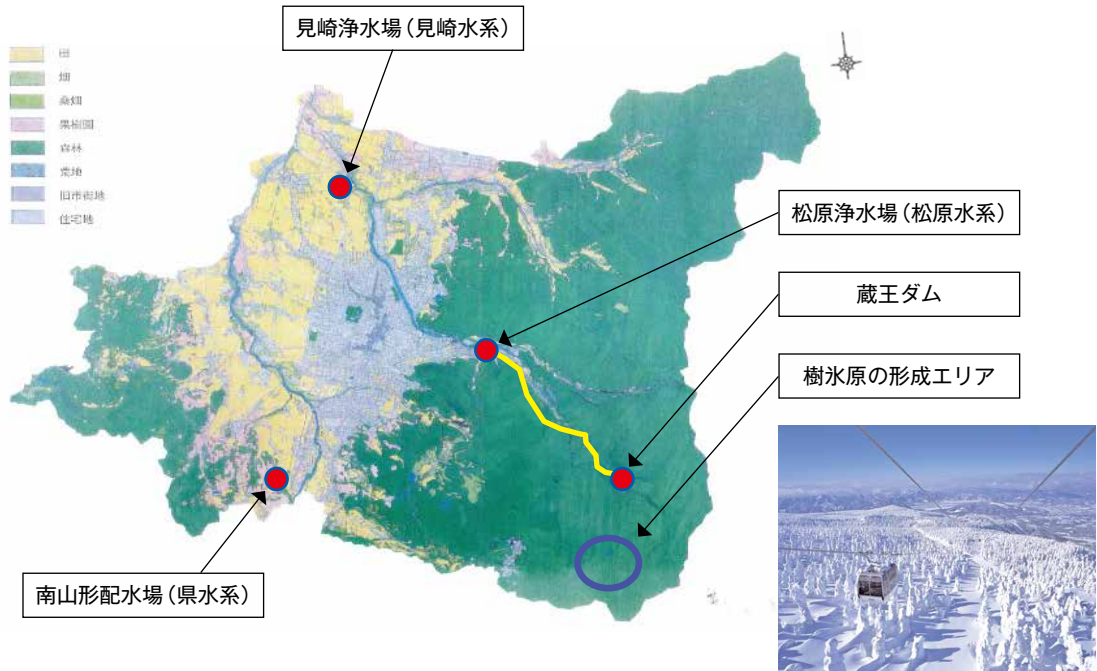 見崎浄水場(見崎水系)
田
畑
桑畑
果樹園
森林
荒地
旧市街地
住宅地
松原浄水場(松原水系)
蔵王ダム
樹氷原の形成エリア
南山形配水場(県水系)